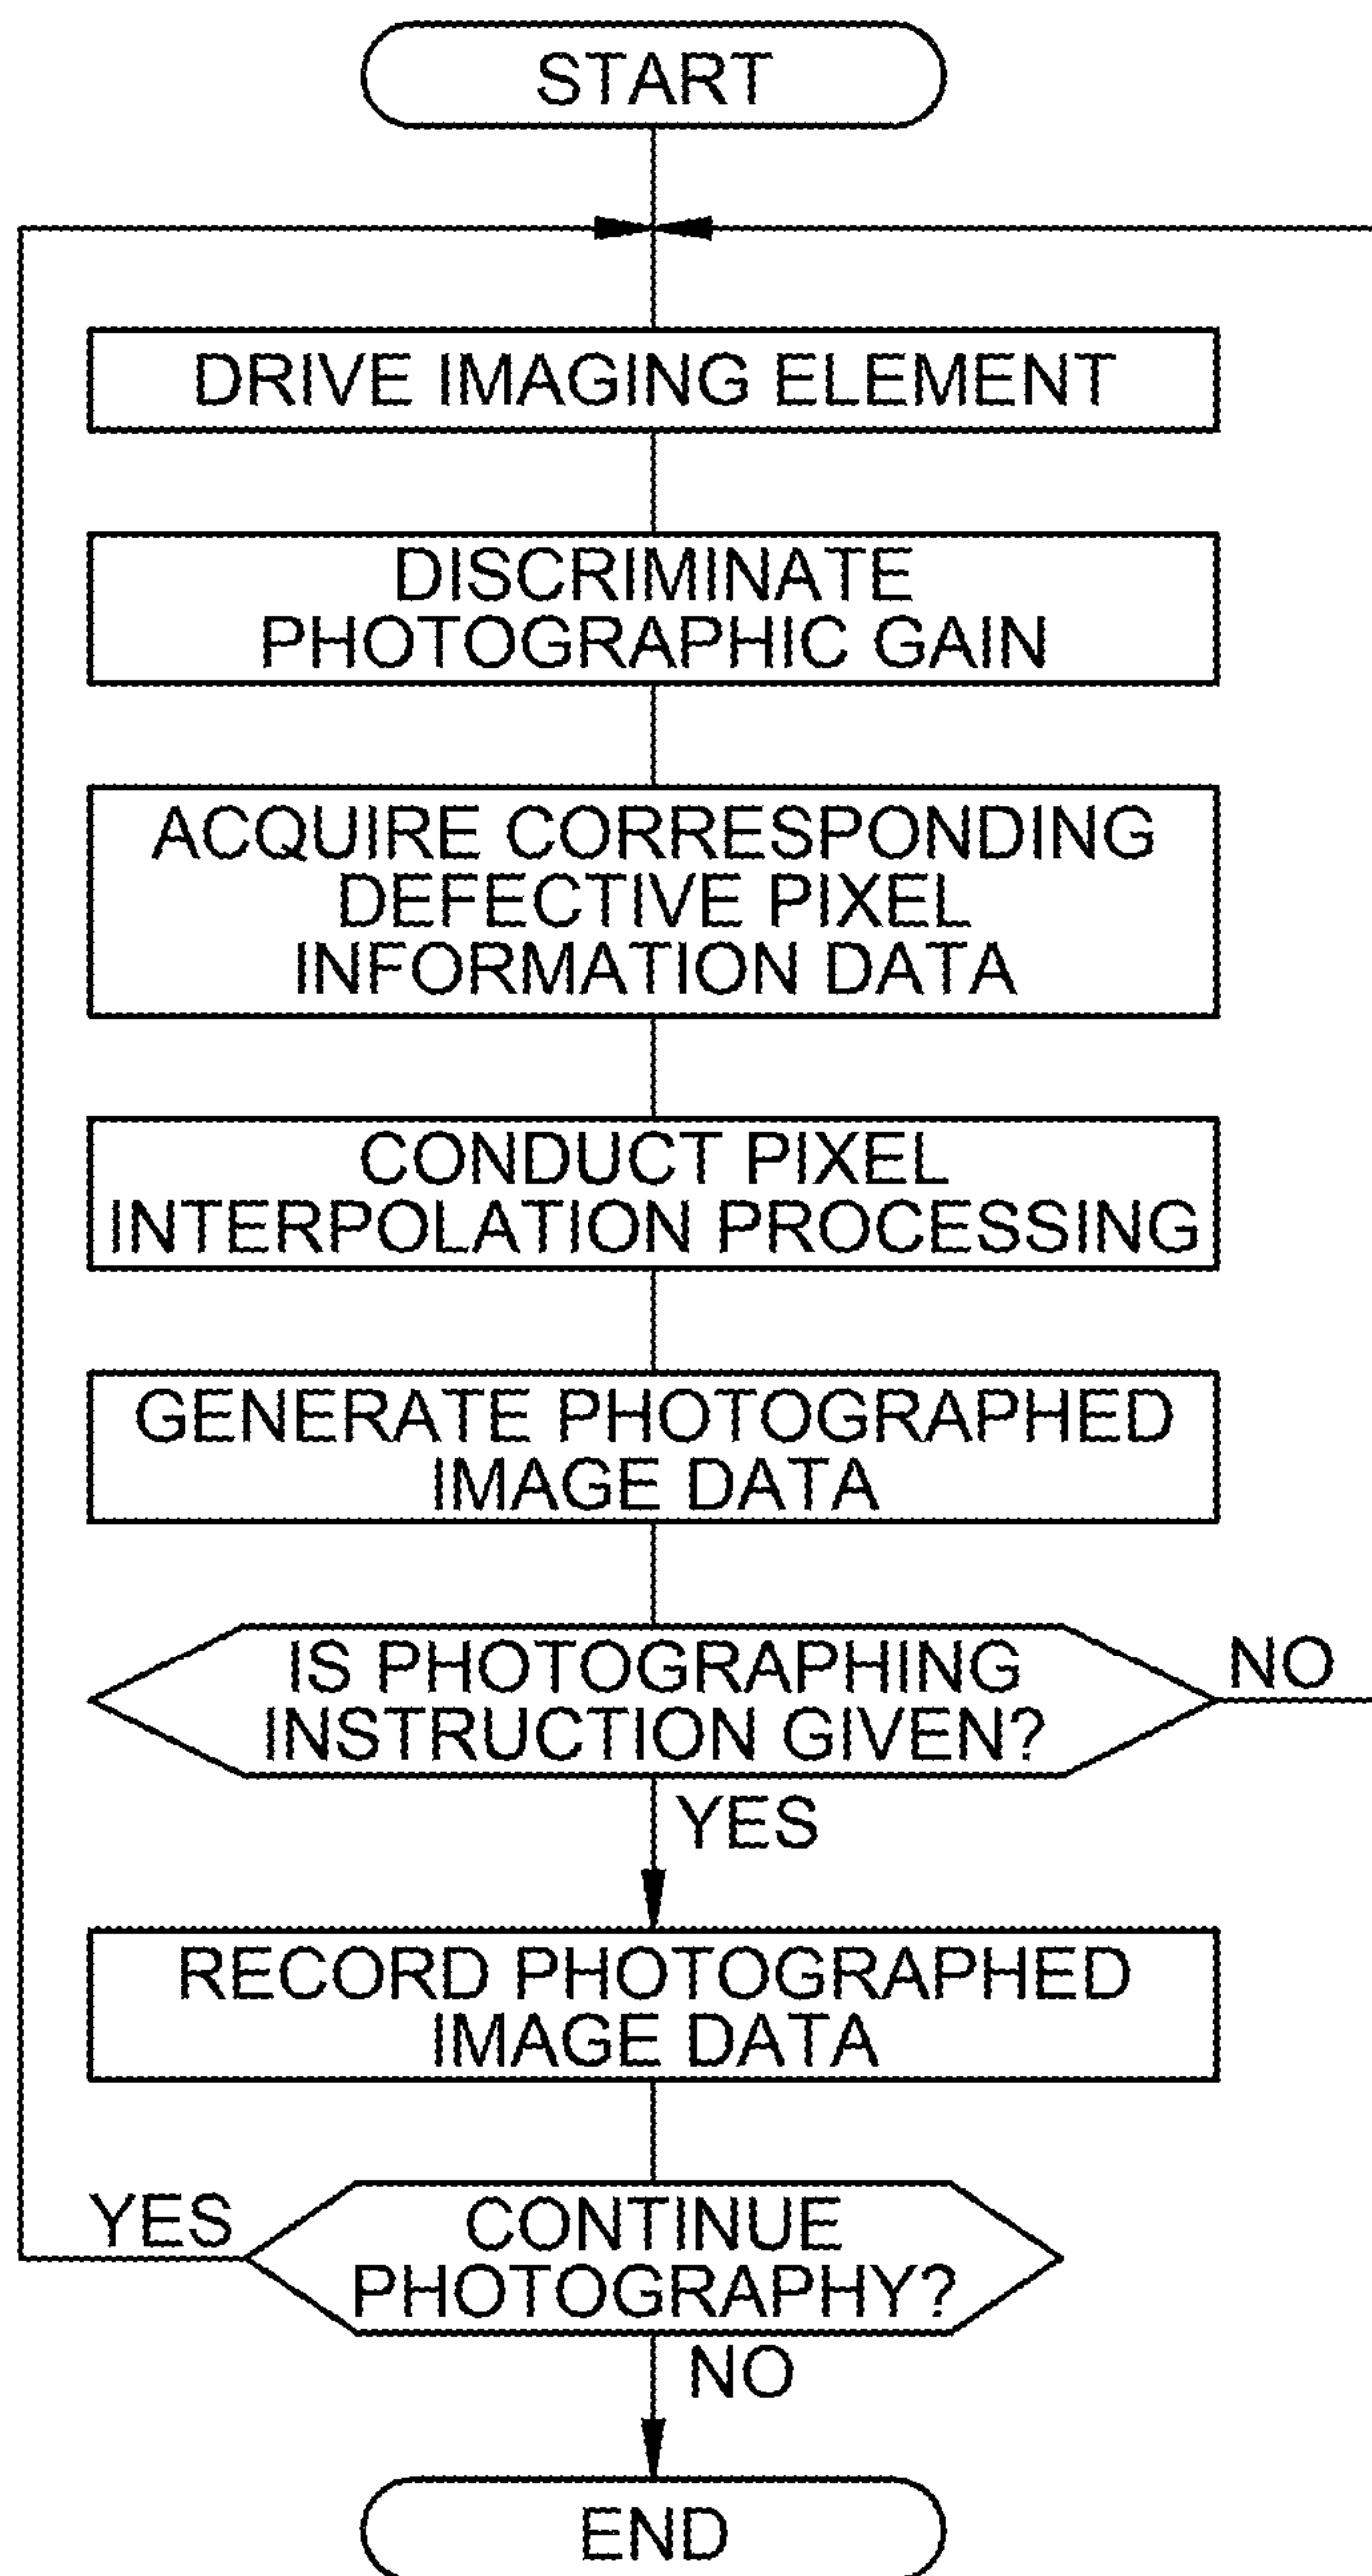 START
DRIVE IMAGING ELEMENT
DISCRIMINATE
PHOTOGRAPHIC GAIN
ACQUIRE CORRESPONDING
DEFECTIVE PIXEL
INFORMATION DATA
CONDUCT PIXEL
INTERPOLATION PROCESSING
GENERATE PHOTOGRAPHED
IMAGE DATA
IS PHOTOGRAPHING
INSTRUCTION GIVEN?
NO
YES
RECORD PHOTOGRAPHED
IMAGE DATA
YES
CONTINUE
PHOTOGRAPHY?
NO
END